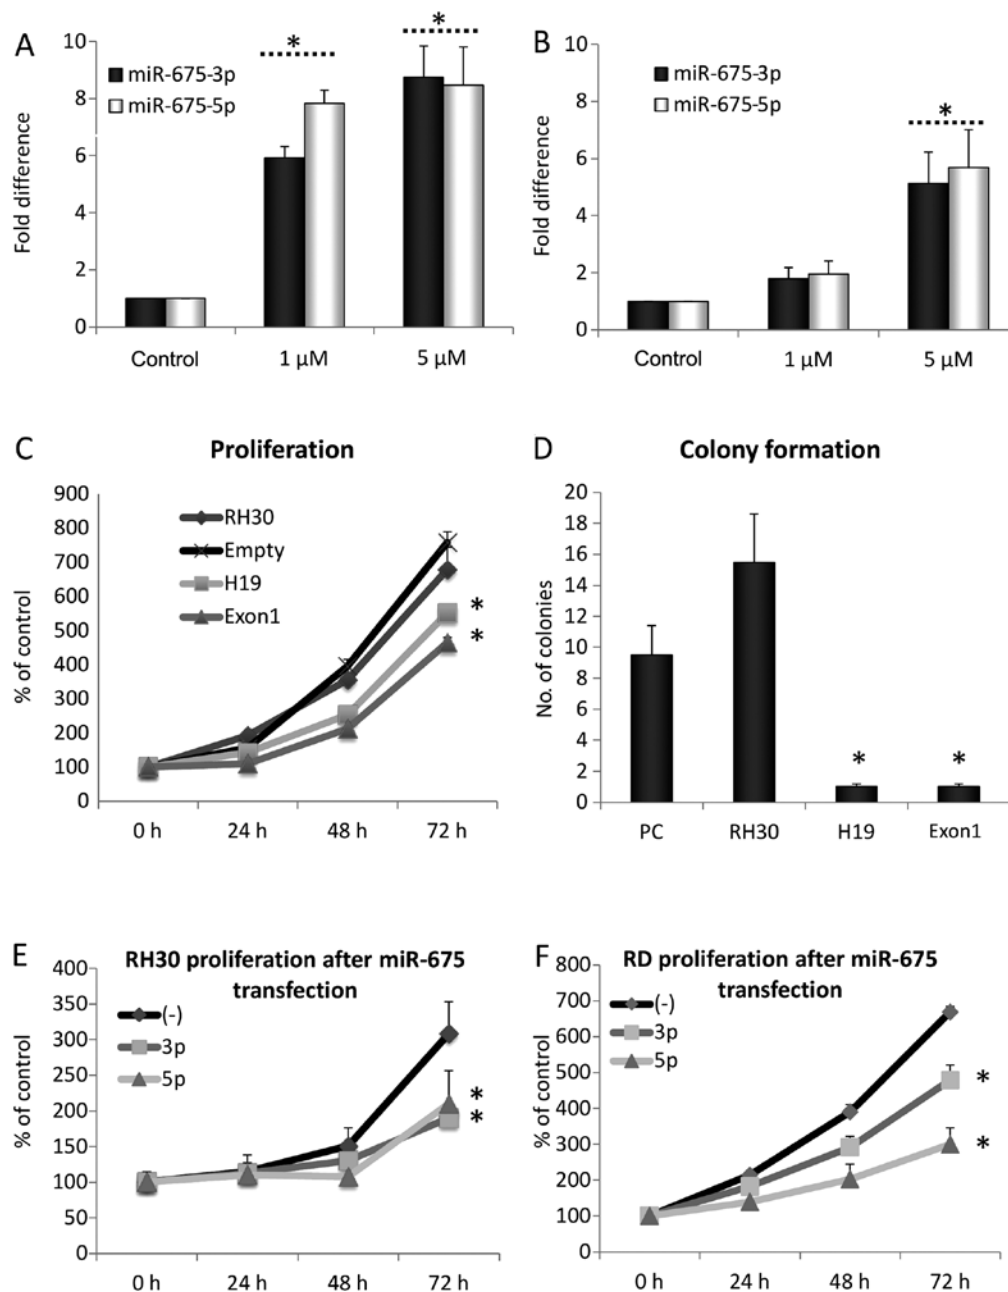 A
10
8
6
4
2
0
Fold difference
miR-675-3p
miR-675-5p
*
*
Control
1 µM
5 µM
B
10
8
6
4
2
0
Fold difference
miR-675-3p
miR-675-5p
*
Control
1 µM
5 µM
C
Proliferation
900
800
700
600
500
400
300
200
100
0
% of control
RH30
Empty
H19
Exon1
*
*
0 h
24 h
48 h
72 h
D
Colony formation
20
18
16
14
12
10
8
6
4
2
0
No. of colonies
*
*
PC
RH30
H19
Exon1
E
RH30 proliferation after miR-675
transfection
400
350
300
250
200
150
100
50
0
% of control
(-)
3p
5p
*
*
0 h
24 h
48 h
72 h
F
RD proliferation after miR-675
transfection
800
700
600
500
400
300
200
100
0
% of control
(-)
3p
5p
*
*
0 h
24 h
48 h
72 h